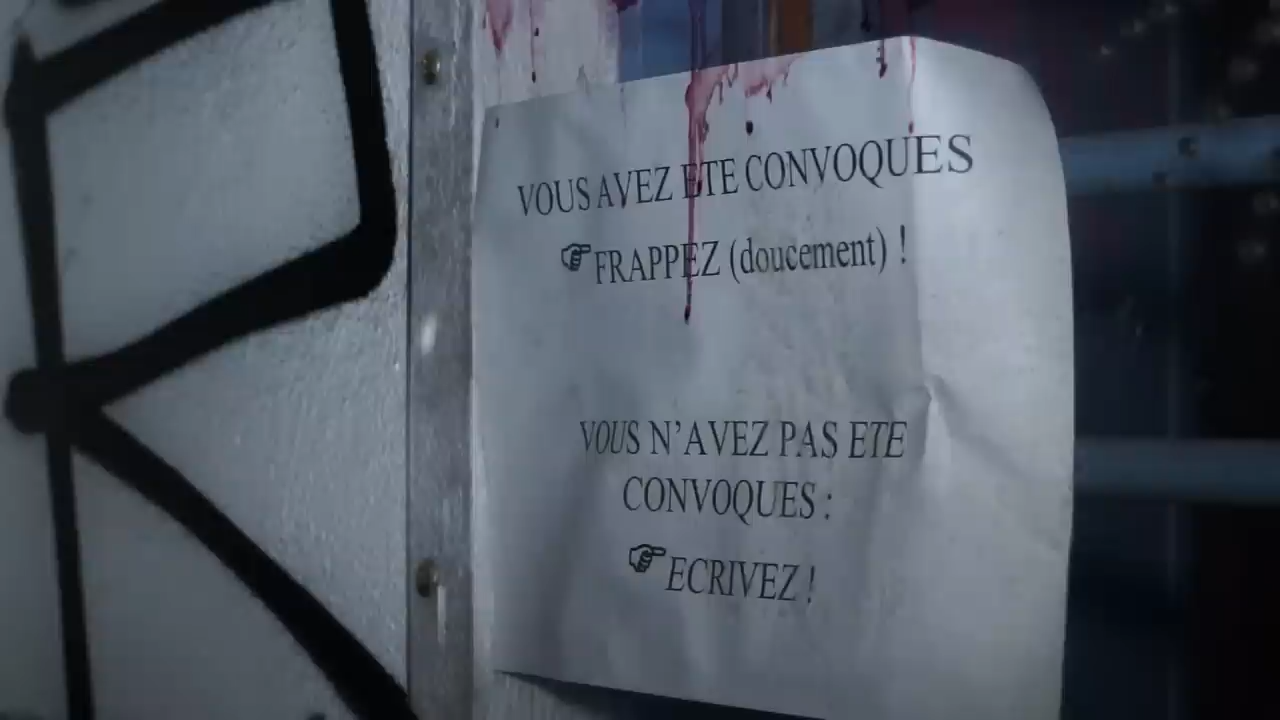 VOUS AVEZ ETE CONVOQUES
☞FRAPPEZ (doucement) !
VOUS N'AVEZ PAS ETE
CONVOQUES :
☞ECRIVEZ !